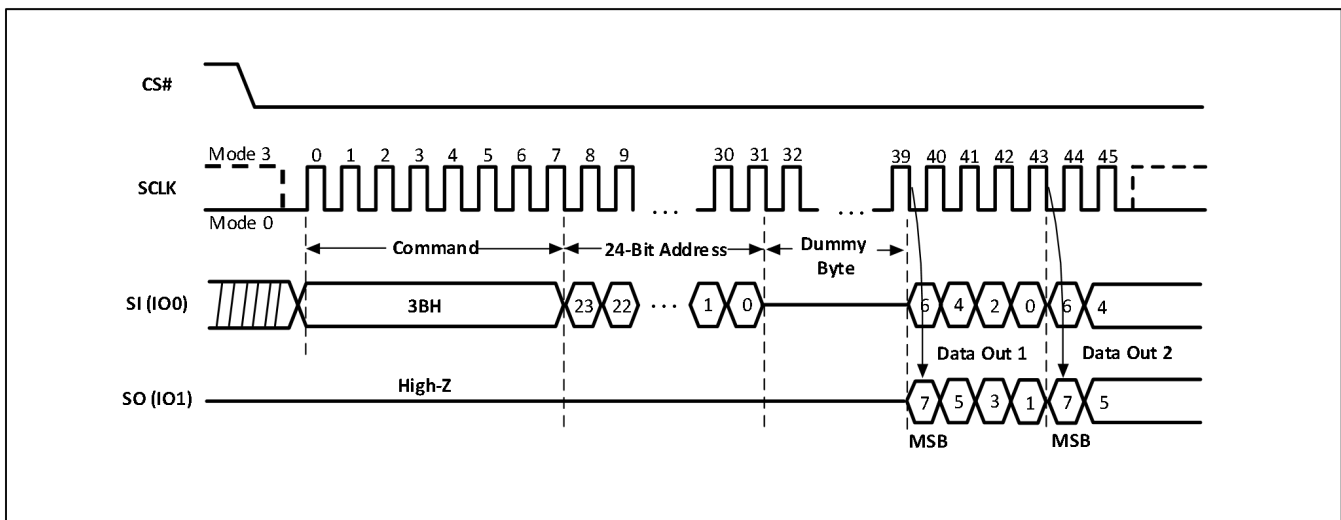 CS#
Mode 3
0 1 2 3 4 5 6 7 8 9 30 31 32 39 40 41 42 43 44 45
SCLK
Mode 0
... ...
Command 24-Bit Address Dummy
Byte
SI (IO0) 3BH 23 22 ... 1 0 6 4 2 0 6 4
Data Out 1 Data Out 2
High-Z
SO (IO1) 7 5 3 1 7 5
MSB MSB